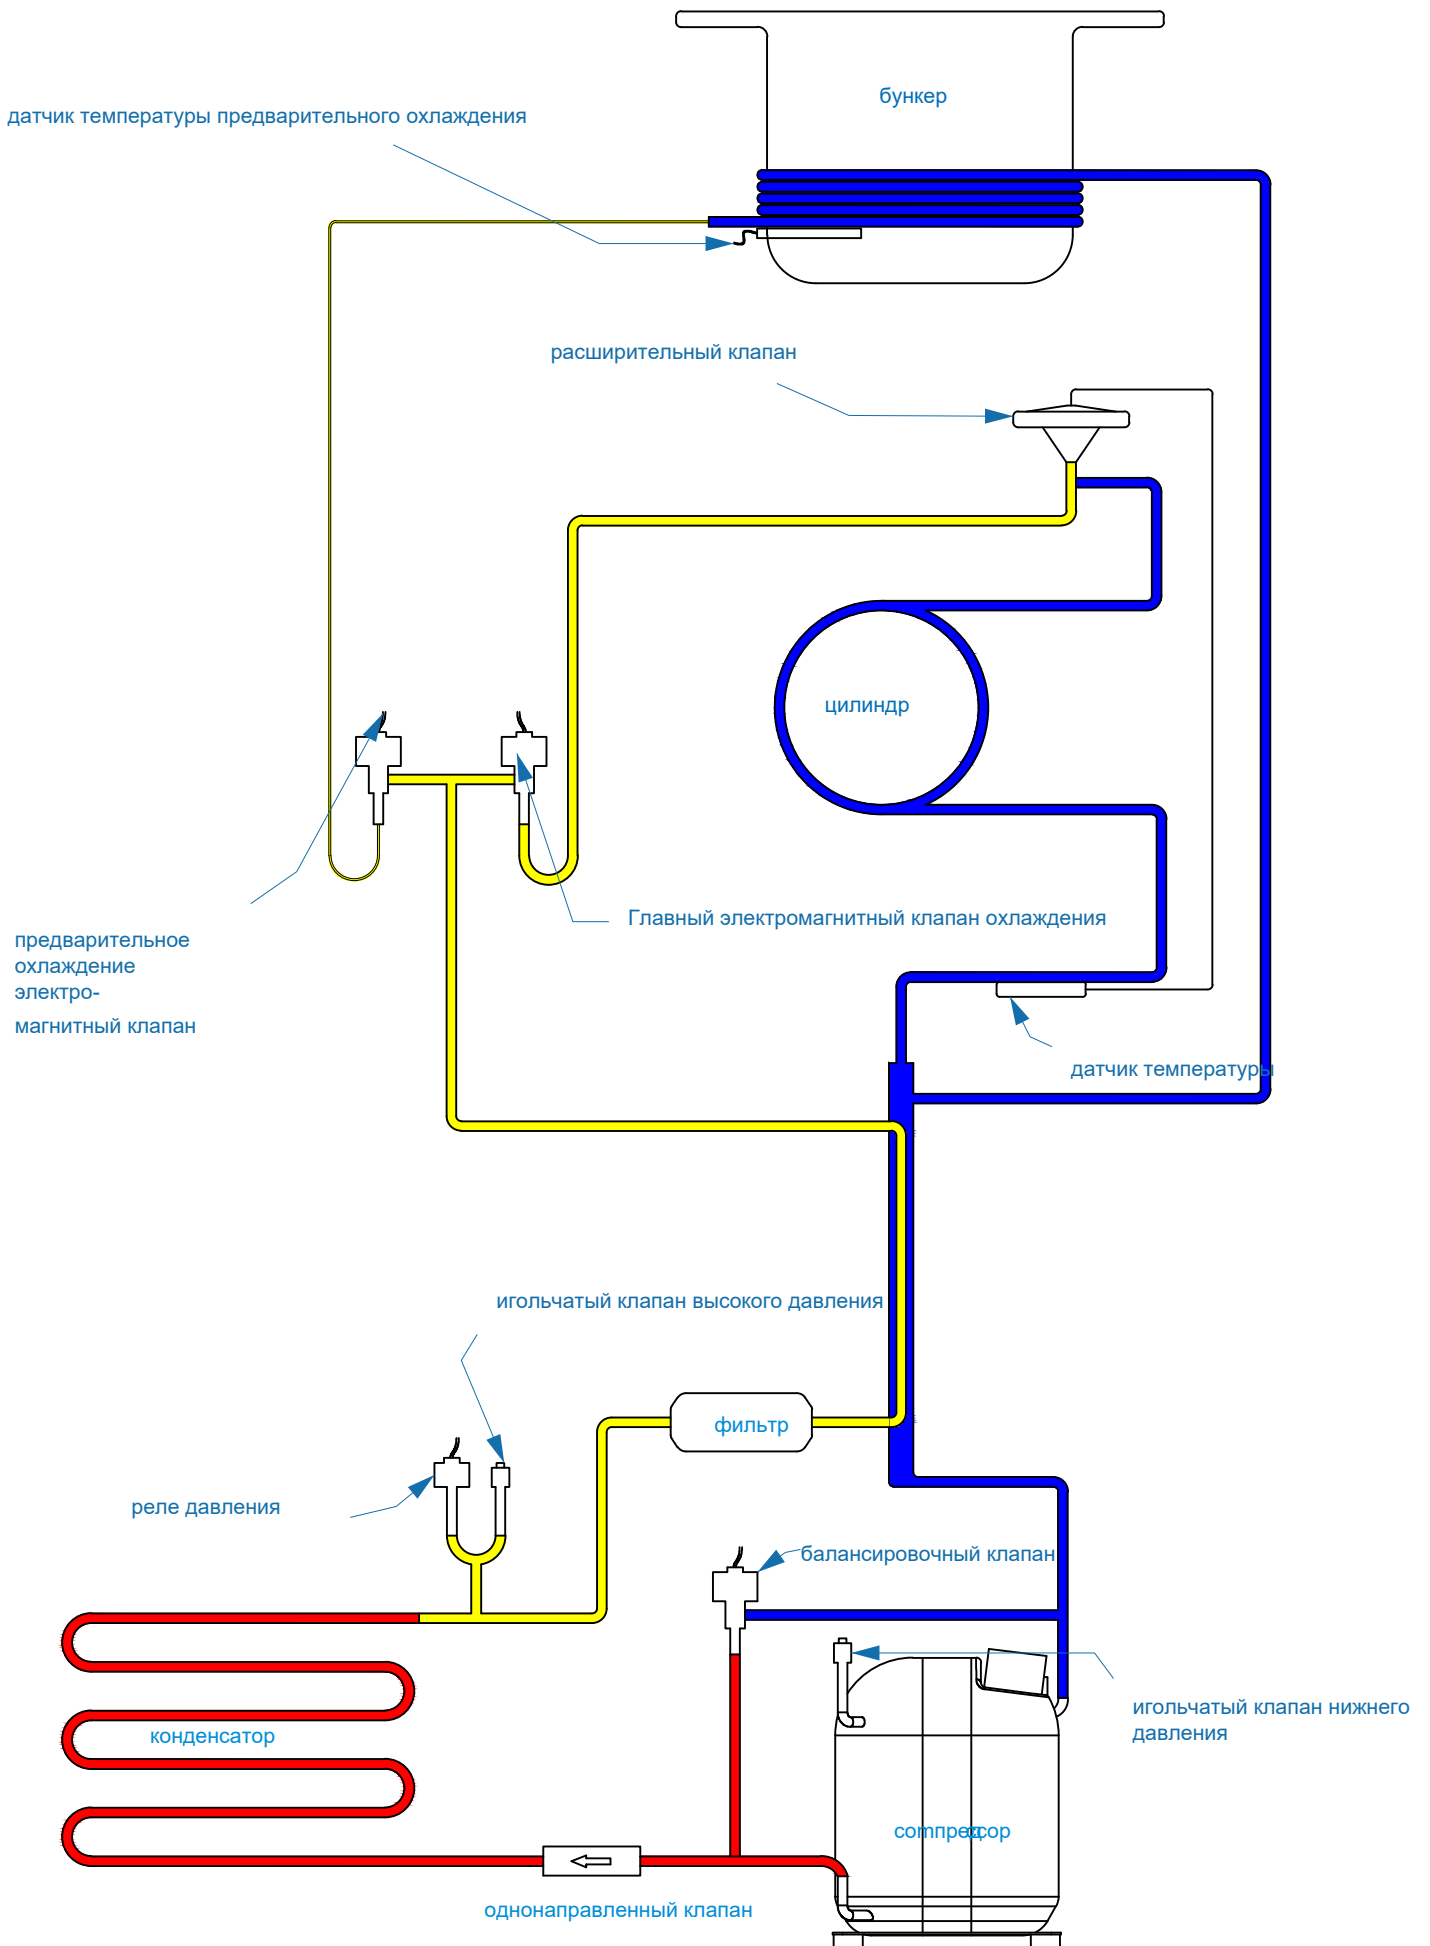 бункер
датчик температуры предварительного охлаждения
расширительный клапан
цилиндр
Главный электромагнитный клапан охлаждения
предварительное
охлаждение
электро-
магнитный клапан
датчик температуры
игольчатый клапан высокого давления
фильтр
реле давления
балансировочный клапан
игольчатый клапан нижнего
давления
конденсатор
однонаправленный клапан